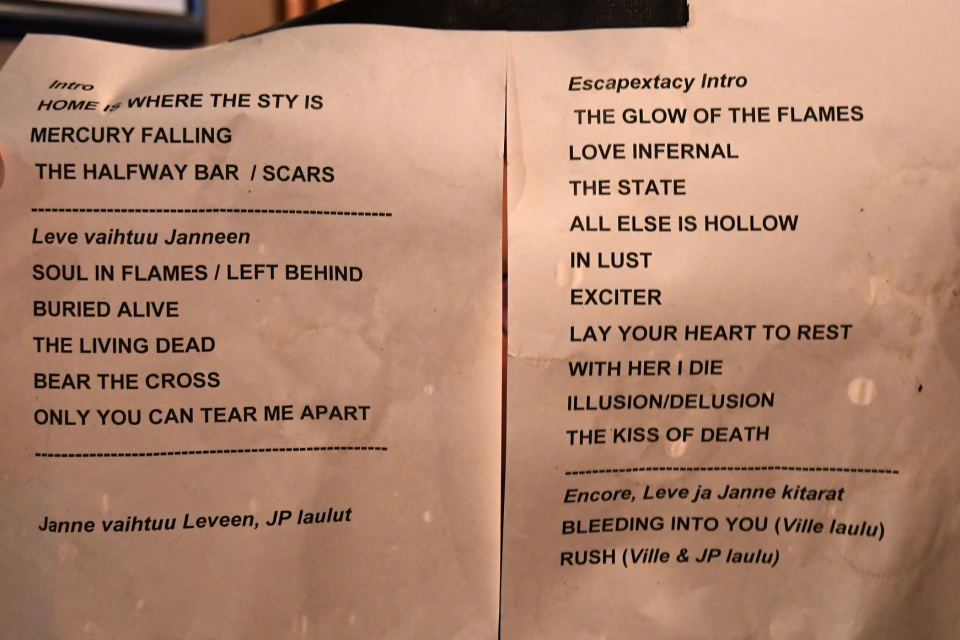 Intro
HOME is WHERE THE STY IS
MERCURY FALLING
THE HALFWAY BAR / SCARS
--------------------------------------------
Leve vaihtuu Janneen
SOUL IN FLAMES / LEFT BEHIND
BURIED ALIVE
THE LIVING DEAD
BEAR THE CROSS
ONLY YOU CAN TEAR ME APART
--------------------------------------------
Janne vaihtuu Leveen, JP laulut
Escapextacy Intro
THE GLOW OF THE FLAMES
LOVE INFERNAL
THE STATE
ALL ELSE IS HOLLOW
IN LUST
EXCITER
LAY YOUR HEART TO REST
WITH HER I DIE
ILLUSION/DELUSION
THE KISS OF DEATH
--------------------------------------------
Encore, Leve ja Janne kitarat
BLEEDING INTO YOU (Ville laulu)
RUSH (Ville & JP laulu)